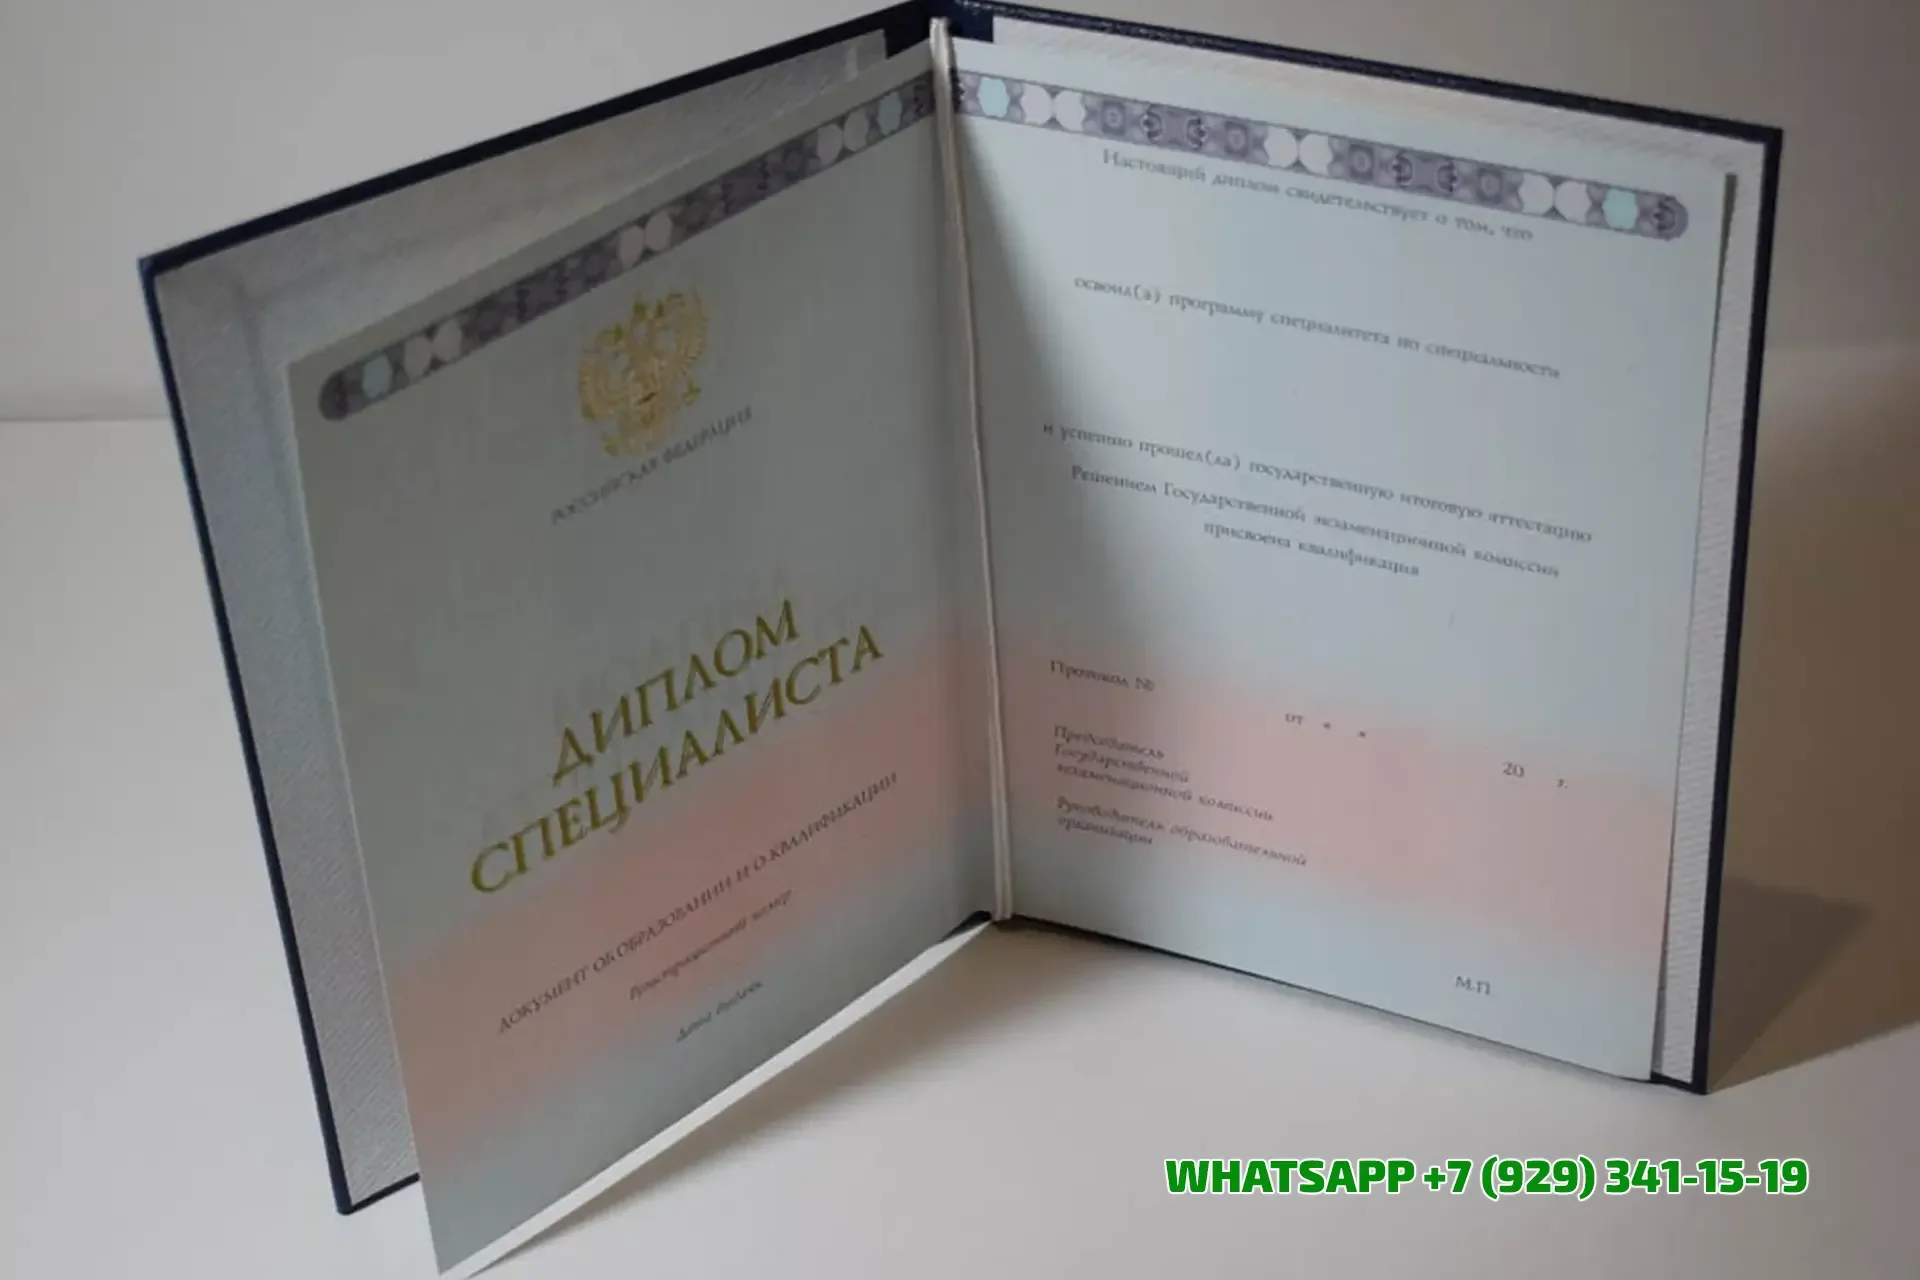 РОССИЙСКАЯ ФЕДЕРАЦИЯ
ДИПЛОМ
СПЕЦИАЛИСТА
ДОКУМЕНТ ОБ ОБРАЗОВАНИИ И О КВАЛИФИКАЦИИ
Регистрационный номер
Дата выдачи
Настоящий диплом свидетельствует о том, что
освоил(а) программу специалитета по специальности
и успешно прошел(ла) государственную итоговую аттестацию
Решением Государственной экзаменационной комиссии
присвоена квалификация
Протокол №
от « »
20 г.
Председатель
Государственной
экзаменационной комиссии
Руководитель образовательной
организации
М.П.
WHATSAPP +7 (929) 341-15-19